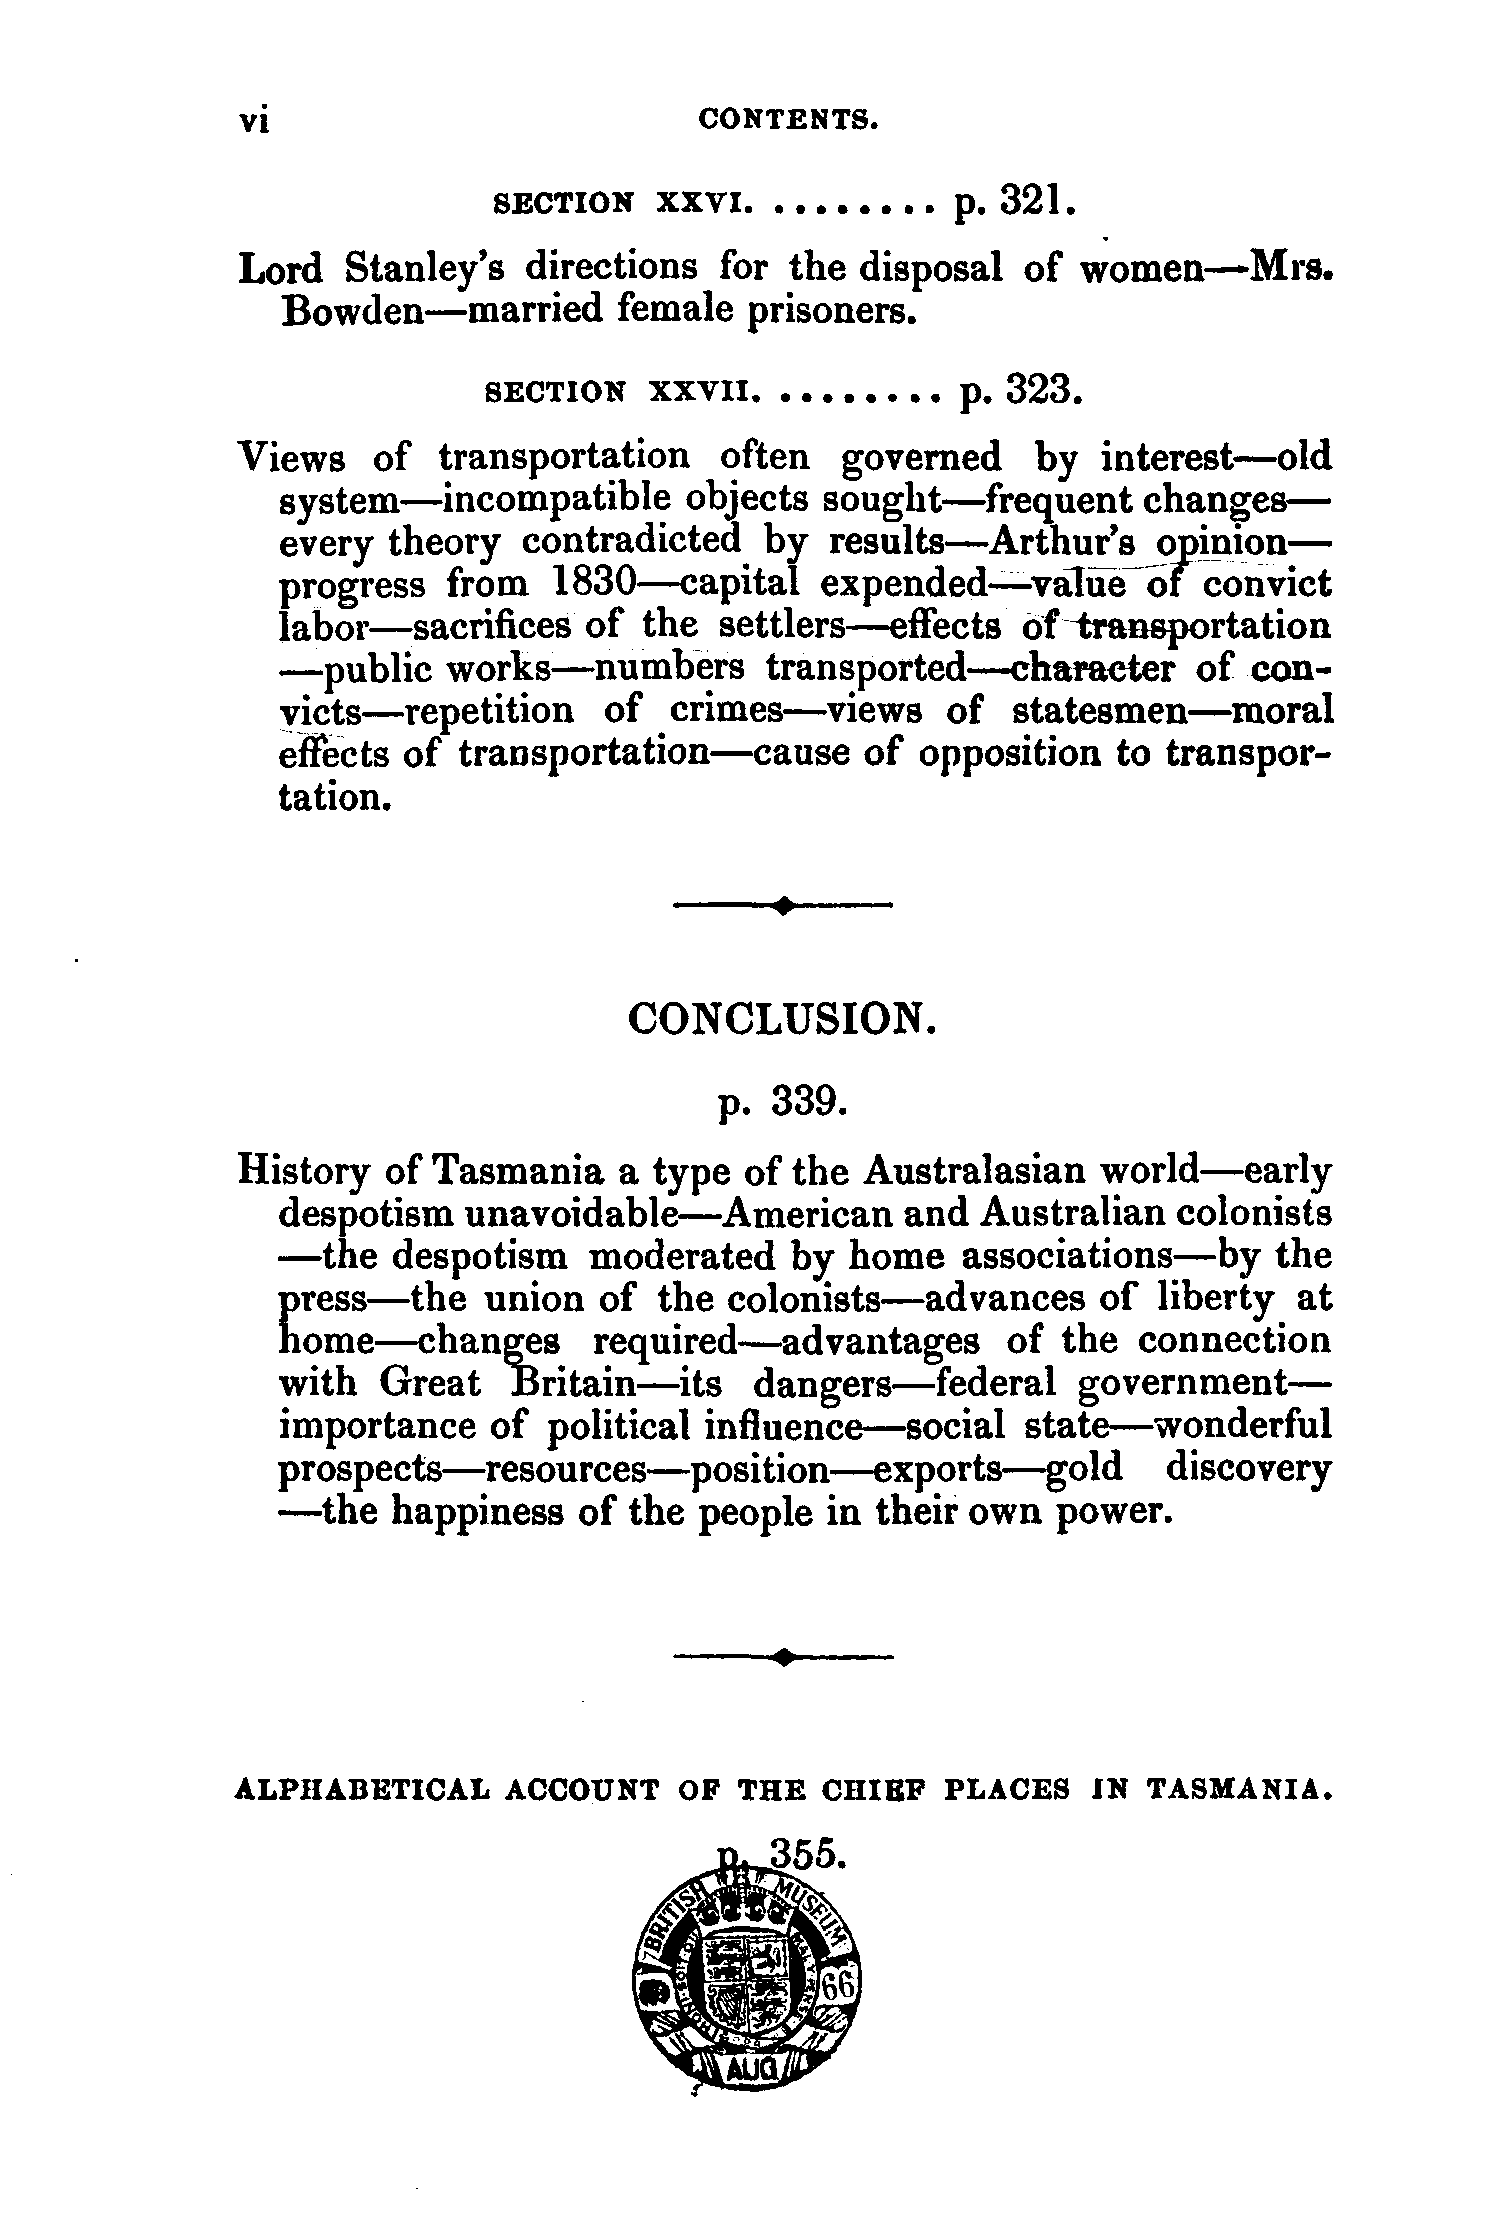 vi CONTENTS.
SECTION XXVI. ........ p. 321.
Lord Stanley's directions for the disposal of women—Mrs.
Bowden—married female prisoners.
SECTION XXVII. ........ p. 323.
Views of transportation often governed by interest—old
system—incompatible objects sought—frequent changes—
every theory contradicted by results—Arthur's opinion—
progress from 1830—capital expended—value of convict
labor—sacrifices of the settlers—effects of transportation
—public works—numbers transported—character of con-
victs—repetition of crimes—views of statesmen—moral
effects of transportation—cause of opposition to transpor-
tation.
CONCLUSION.
p. 339.
History of Tasmania a type of the Australasian world—early
despotism unavoidable—American and Australian colonists
—the despotism moderated by home associations—by the
press—the union of the colonists—advances of liberty at
home—changes required—advantages of the connection
with Great Britain—its dangers—federal government—
importance of political influence—social state—wonderful
prospects—resources—position—exports—gold discovery
—the happiness of the people in their own power.
ALPHABETICAL ACCOUNT OF THE CHIEF PLACES IN TASMANIA.
p. 355.
BRITISH MUSEUM
66
AUG